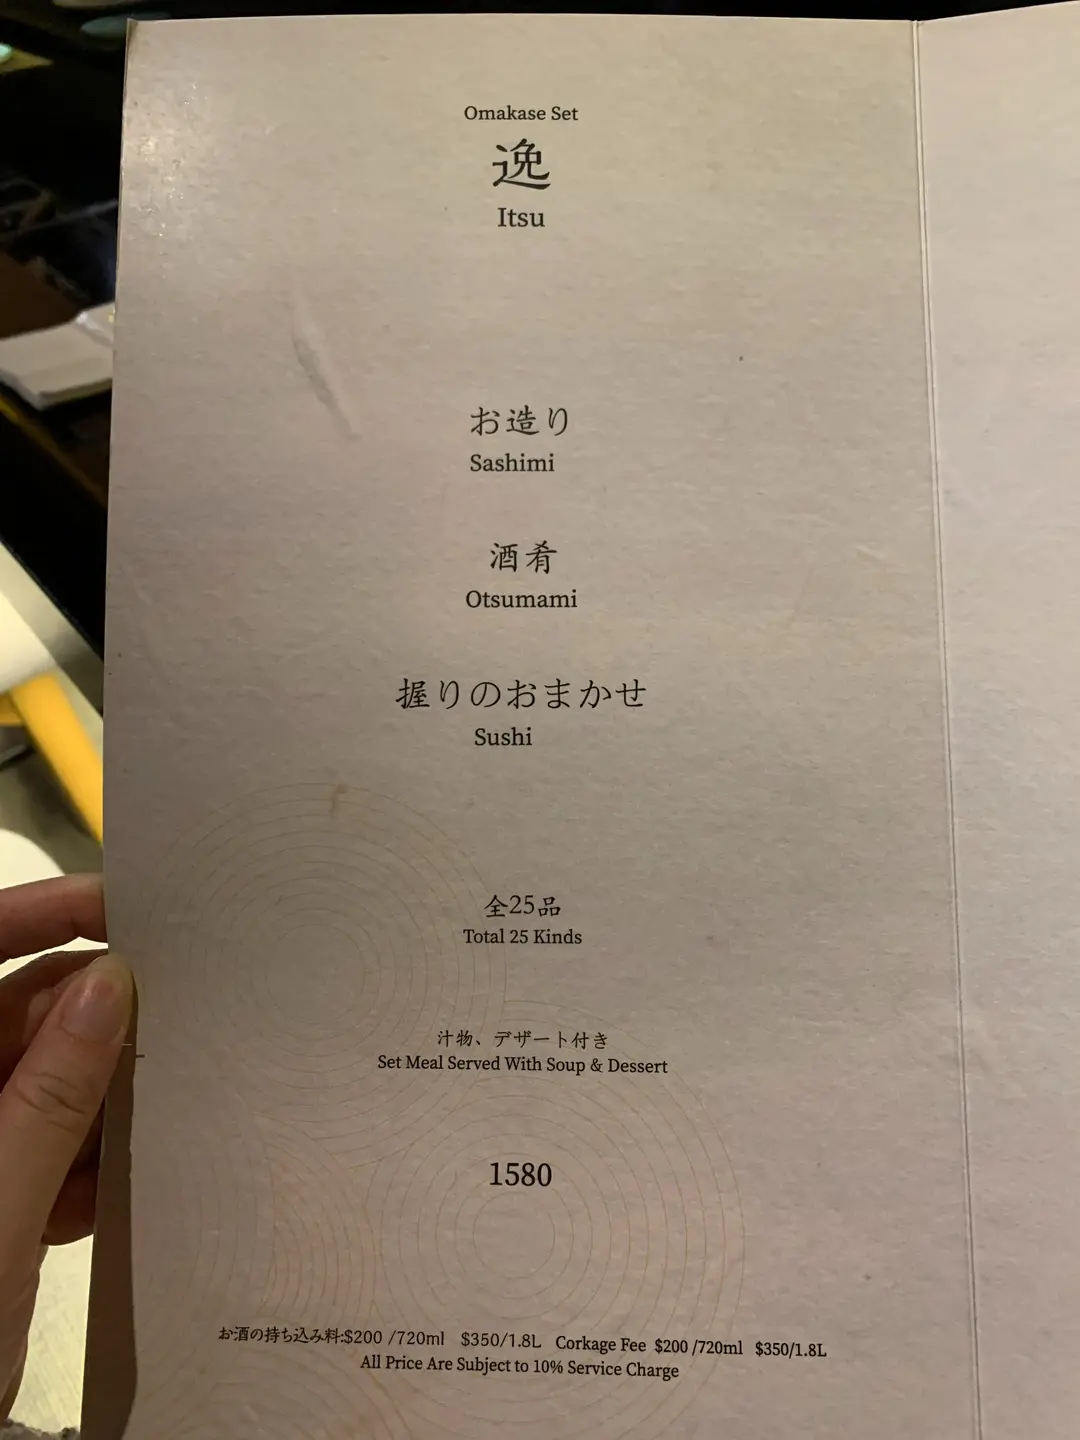 Omakase Set
逸
Itsu
お造り
Sashimi
酒肴
Otsumami
握りのおまかせ
Sushi
全25品
Total 25 Kinds
汁物、デザート付き
Set Meal Served With Soup & Dessert
1580
お酒の持ち込み料:$200 /720ml $350/1.8L Corkage Fee $200 /720ml $350/1.8L
All Price Are Subject to 10% Service Charge